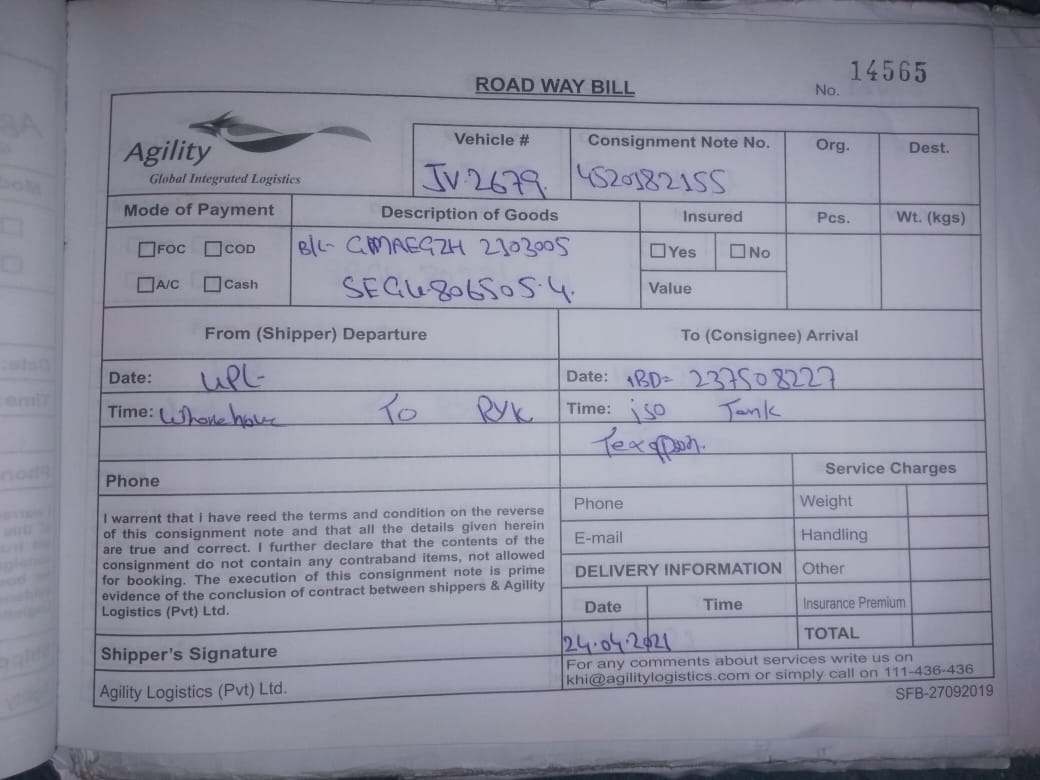 14565
ROAD WAY BILL No.
Agility
Global Integrated Logistics
Vehicle # Consignment Note No. Org. Dest.
JV.2679. 4520182155
Mode of Payment Description of Goods Insured Pcs. Wt. (kgs)
FOC COD B/L- GMAEGZH 2103005 Yes No
A/C Cash SEGU-806505.4. Value
From (Shipper) Departure To (Consignee) Arrival
Date: UPL Date: IBD= 237508227
Time: To RYK Time: iso Tank
Phone Service Charges
I warrent that i have reed the terms and condition on the reverse
of this consignment note and that all the details given herein
are true and correct. I further declare that the contents of the
consignment do not contain any contraband items, not allowed
for booking. The execution of this consignment note is prime
evidence of the conclusion of contract between shippers & Agility
Logistics (Pvt) Ltd.
Phone Weight
E-mail Handling
DELIVERY INFORMATION Other
Date Time Insurance Premium
24.04.2021 TOTAL
Shipper's Signature
For any comments about services write us on
khi@agilitylogistics.com or simply call on 111-436-436
Agility Logistics (Pvt) Ltd.
SFB-27092019